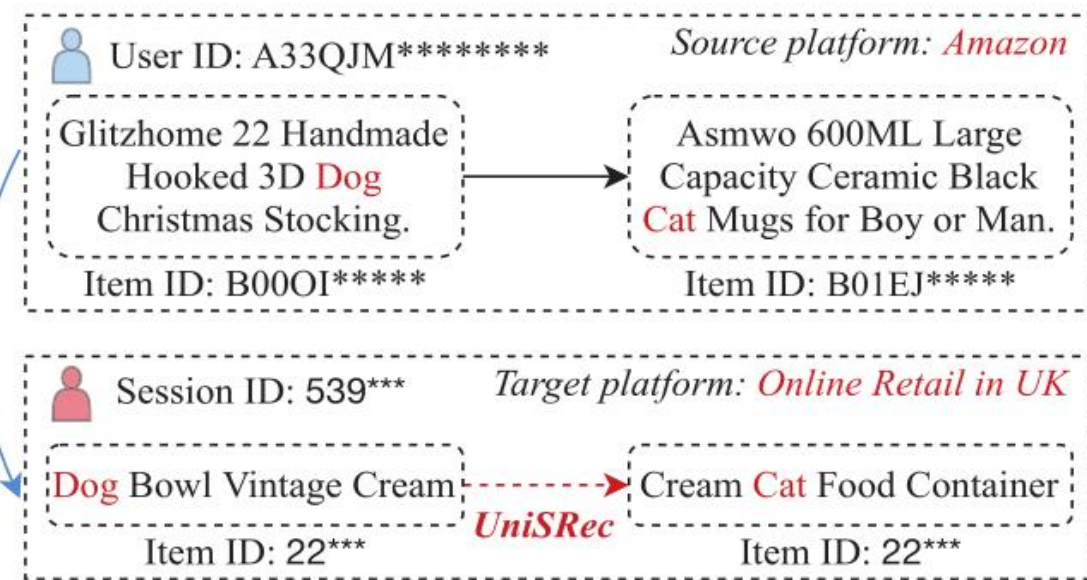 User ID: A33QJM********
Source platform: Amazon
Glitzhome 22 Handmade
Hooked 3D Dog
Christmas Stocking.
Asmwo 600ML Large
Capacity Ceramic Black
Cat Mugs for Boy or Man.
Item ID: B00OI*****
Item ID: B01EJ*****
Session ID: 539***
Target platform: Online Retail in UK
Dog Bowl Vintage Cream
UniSRec
Cream Cat Food Container
Item ID: 22***
Item ID: 22***